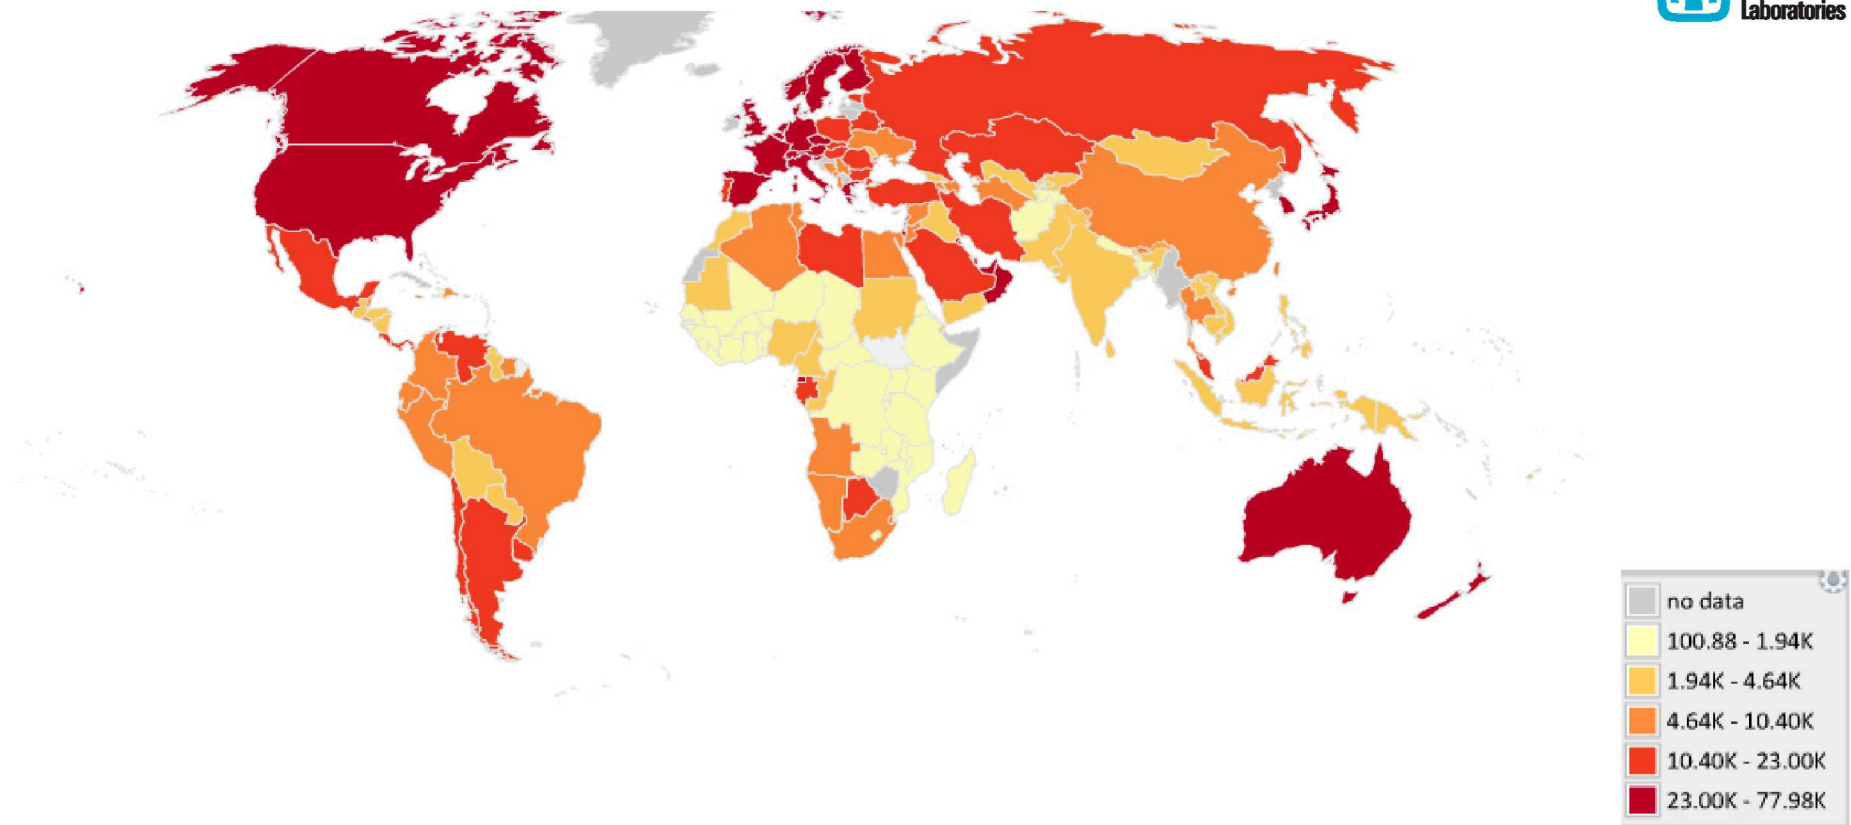 Laboratories
no data
100.88 - 1.94K
1.94K - 4.64K
4.64K - 10.40K
10.40K - 23.00K
23.00K - 77.98K